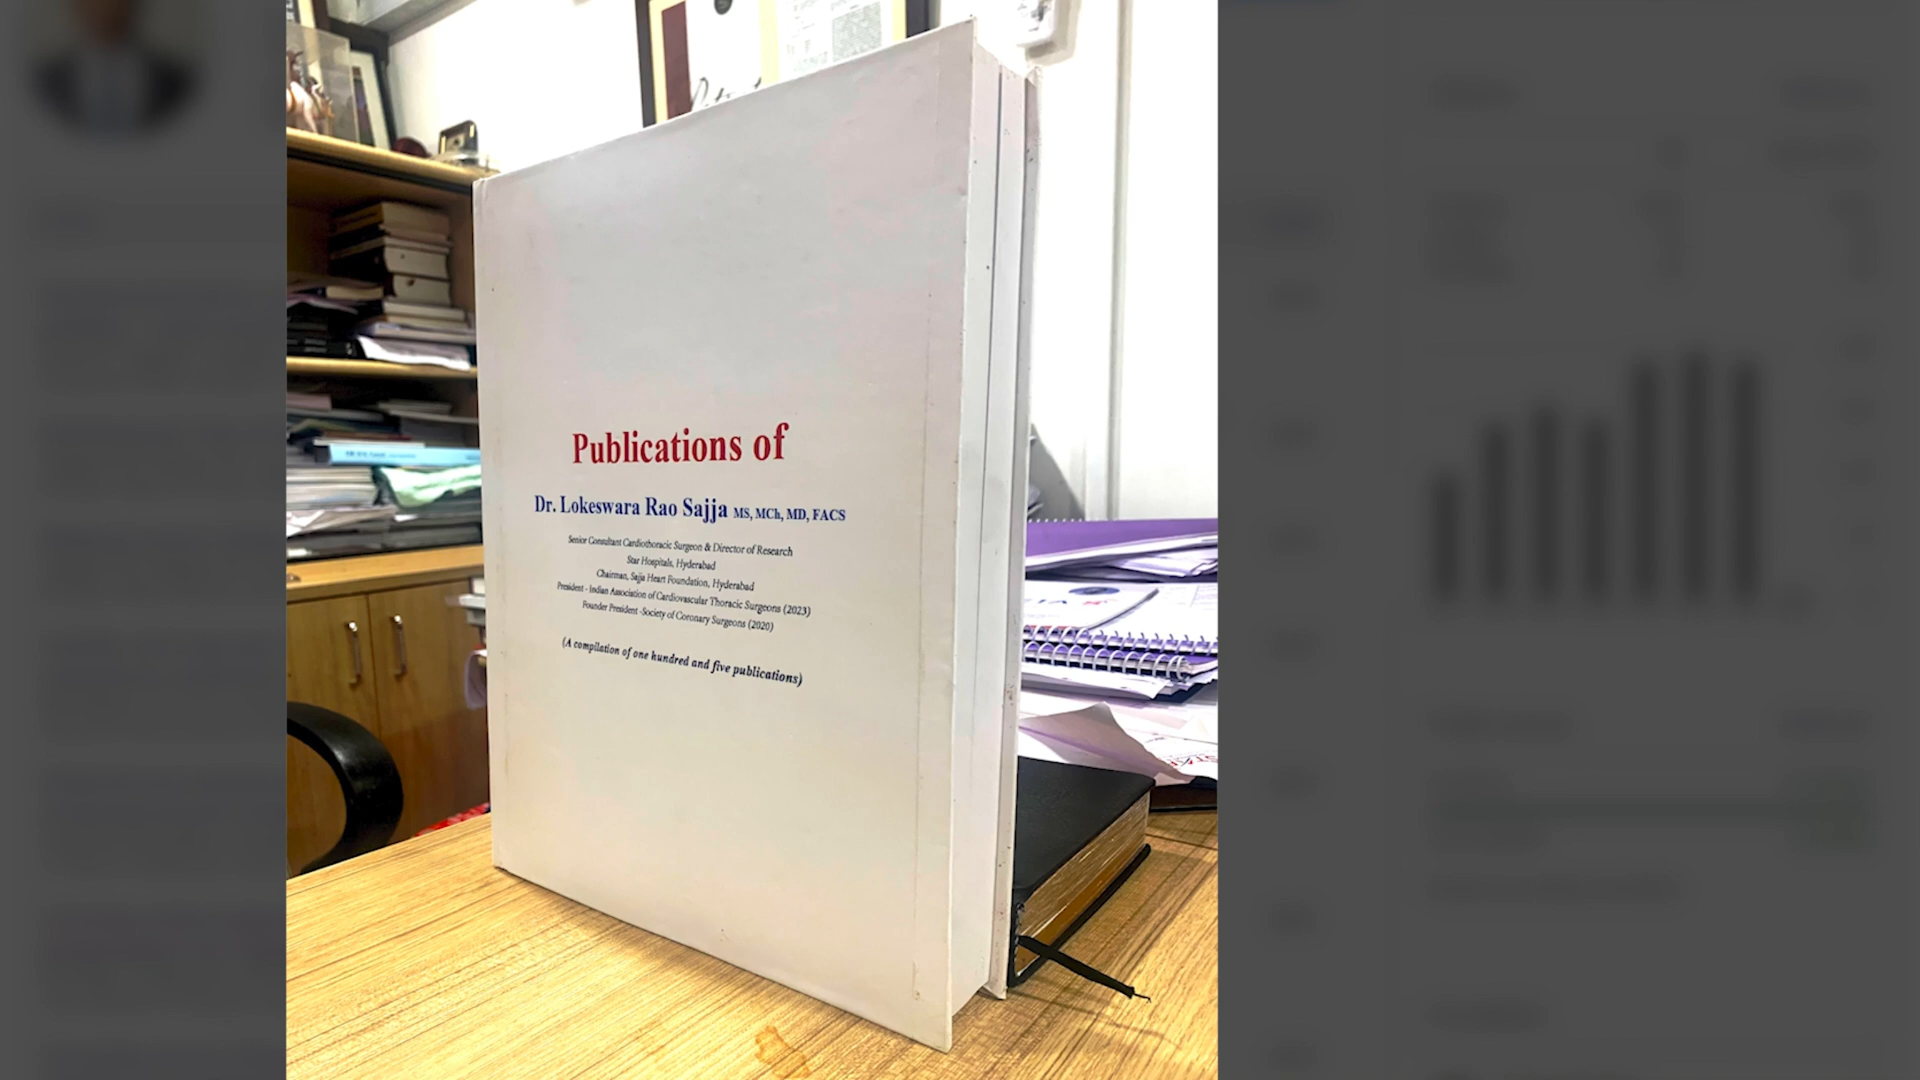 Publications of
Dr. Lokeswara Rao Sajja MS, MCh, MD, FACS
Senior Consultant Cardiothoracic Surgeon & Director of Research
Star Hospitals, Hyderabad
Chairman, Sajja Heart Foundation, Hyderabad
President - Indian Association of Cardiovascular Thoracic Surgeons (2023)
Founder President -Society of Coronary Surgeons (2020)
(A compilation of one hundred and five publications)